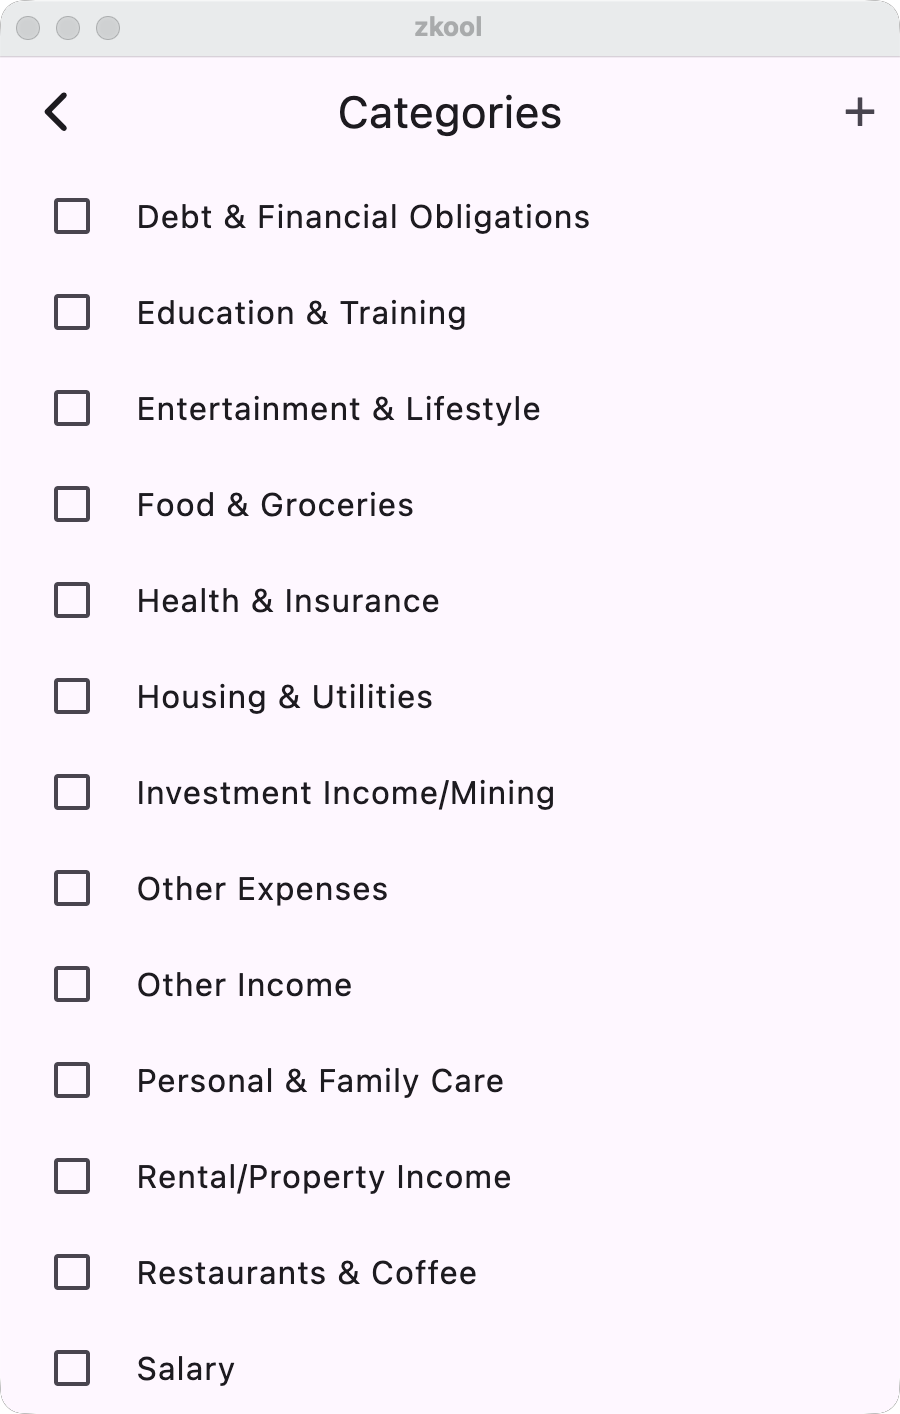 zkool
Categories
Debt & Financial Obligations
Education & Training
Entertainment & Lifestyle
Food & Groceries
Health & Insurance
Housing & Utilities
Investment Income/Mining
Other Expenses
Other Income
Personal & Family Care
Rental/Property Income
Restaurants & Coffee
Salary